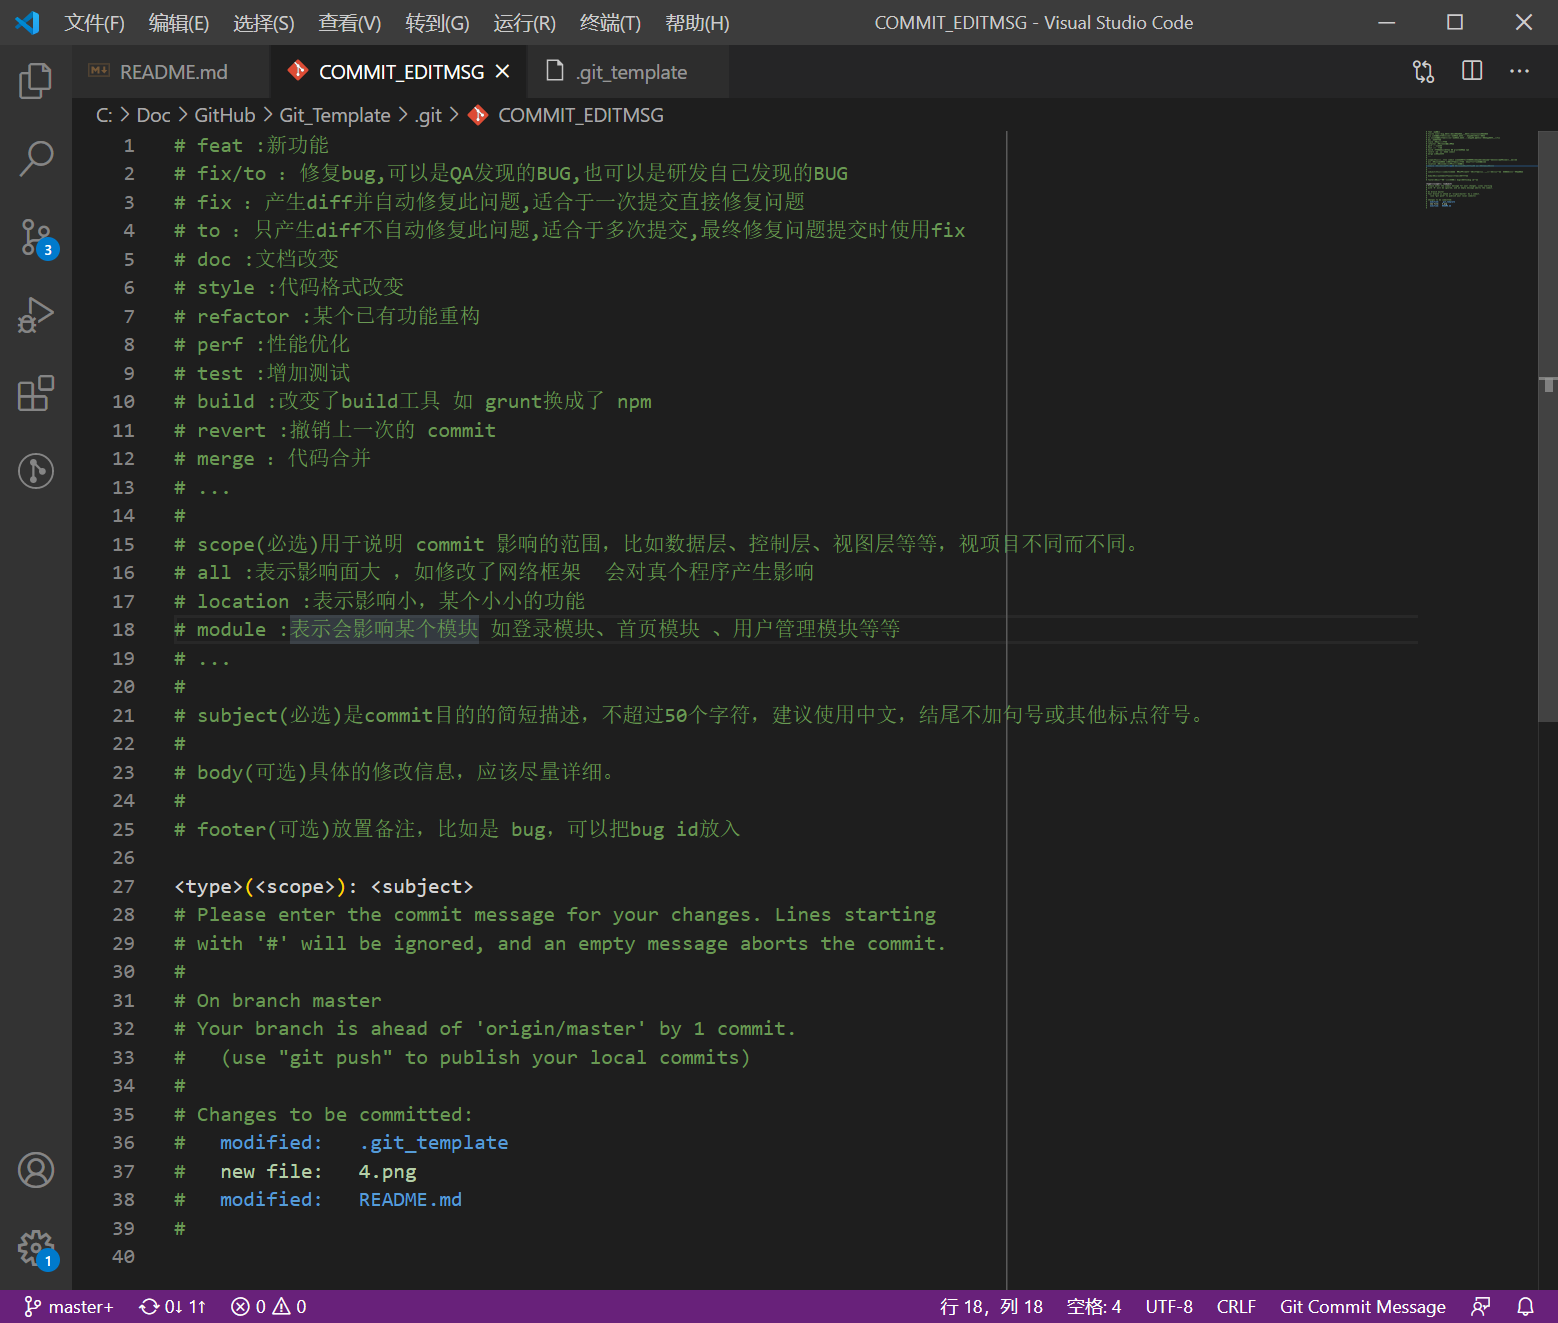 文件(F) 编辑(E) 选择(S) 查看(V) 转到(G) 运行(R) 终端(T) 帮助(H) COMMIT_EDITMSG - Visual Studio Code
README.md COMMIT_EDITMSG .git_template
C: > Doc > GitHub > Git_Template > .git > COMMIT_EDITMSG
1 # feat :新功能
2 # fix/to : 修复bug,可以是QA发现的BUG,也可以是研发自己发现的BUG
3 # fix : 产生diff并自动修复此问题,适合于一次提交直接修复问题
4 # to : 只产生diff不自动修复此问题,适合于多次提交,最终修复问题提交时使用fix
5 # doc :文档改变
6 # style :代码格式改变
7 # refactor :某个已有功能重构
8 # perf :性能优化
9 # test :增加测试
10 # build :改变了build工具 如 grunt换成了 npm
11 # revert :撤销上一次的 commit
12 # merge : 代码合并
13 # ...
14 #
15 # scope(必选)用于说明 commit 影响的范围，比如数据层、控制层、视图层等等，视项目不同而不同。
16 # all :表示影响面大 ，如修改了网络框架  会对真个程序产生影响
17 # location :表示影响小，某个小小的功能
18 # module :表示会影响某个模块 如登录模块、首页模块 、用户管理模块等等
19 # ...
20 #
21 # subject(必选)是commit目的的简短描述，不超过50个字符，建议使用中文，结尾不加句号或其他标点符号。
22 #
23 # body(可选)具体的修改信息，应该尽量详细。
24 #
25 # footer(可选)放置备注，比如是 bug，可以把bug id放入
26
27 <type>(<scope>): <subject>
28 # Please enter the commit message for your changes. Lines starting
29 # with '#' will be ignored, and an empty message aborts the commit.
30 #
31 # On branch master
32 # Your branch is ahead of 'origin/master' by 1 commit.
33 #   (use "git push" to publish your local commits)
34 #
35 # Changes to be committed:
36 #   modified:   .git_template
37 #   new file:   4.png
38 #   modified:   README.md
39 #
40
3
1
master+ 0↓ 1↑ 0 0 行 18，列 18 空格: 4 UTF-8 CRLF Git Commit Message